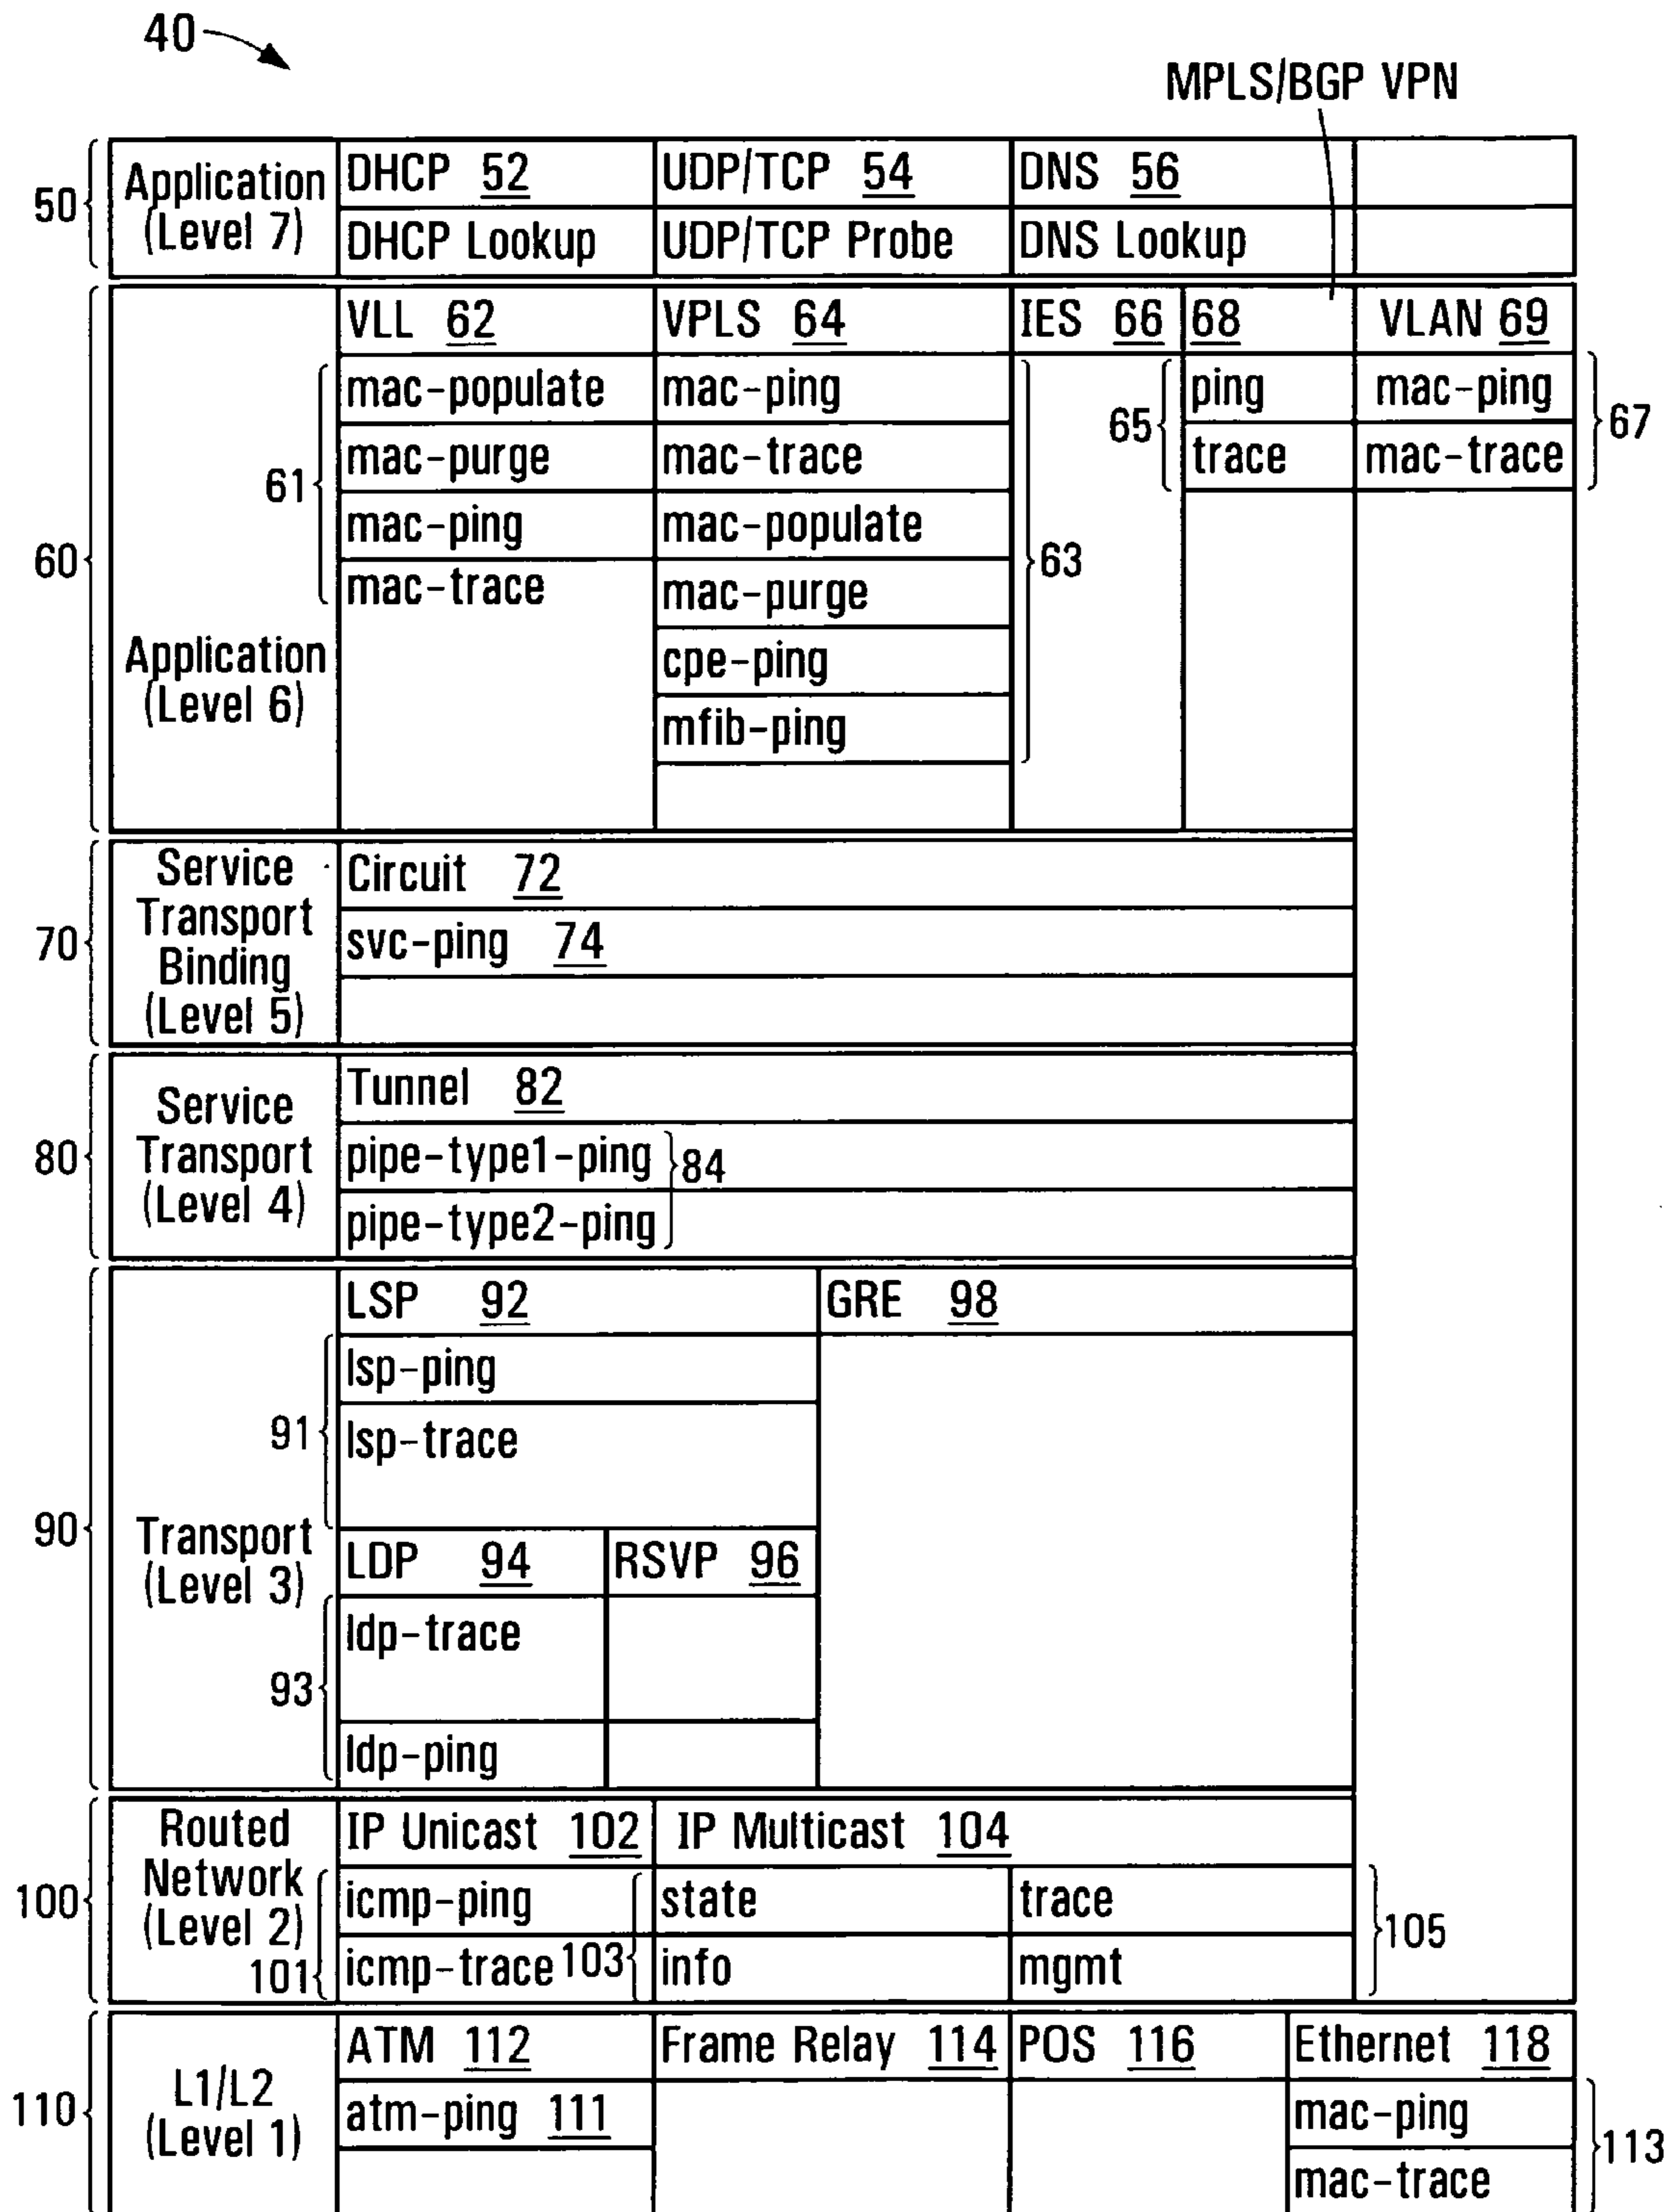 40
MPLS/BGP VPN
50
Application
(Level 7)
DHCP 52
UDP/TCP 54
DNS 56
DHCP Lookup
UDP/TCP Probe
DNS Lookup
60
Application
(Level 6)
VLL 62
VPLS 64
IES 66
68
VLAN 69
61
mac-populate
mac-purge
mac-ping
mac-trace
mac-ping
mac-trace
mac-populate
mac-purge
cpe-ping
mfib-ping
63
65
ping
trace
mac-ping
mac-trace
67
70
Service
Transport
Binding
(Level 5)
Circuit 72
svc-ping 74
80
Service
Transport
(Level 4)
Tunnel 82
pipe-type1-ping
pipe-type2-ping
84
90
Transport
(Level 3)
LSP 92
GRE 98
91
lsp-ping
lsp-trace
LDP 94
RSVP 96
93
ldp-trace
ldp-ping
100
Routed
Network
(Level 2)
IP Unicast 102
IP Multicast 104
101
icmp-ping
icmp-trace
103
state
info
trace
mgmt
105
110
L1/L2
(Level 1)
ATM 112
Frame Relay 114
POS 116
Ethernet 118
atm-ping 111
mac-ping
mac-trace
113